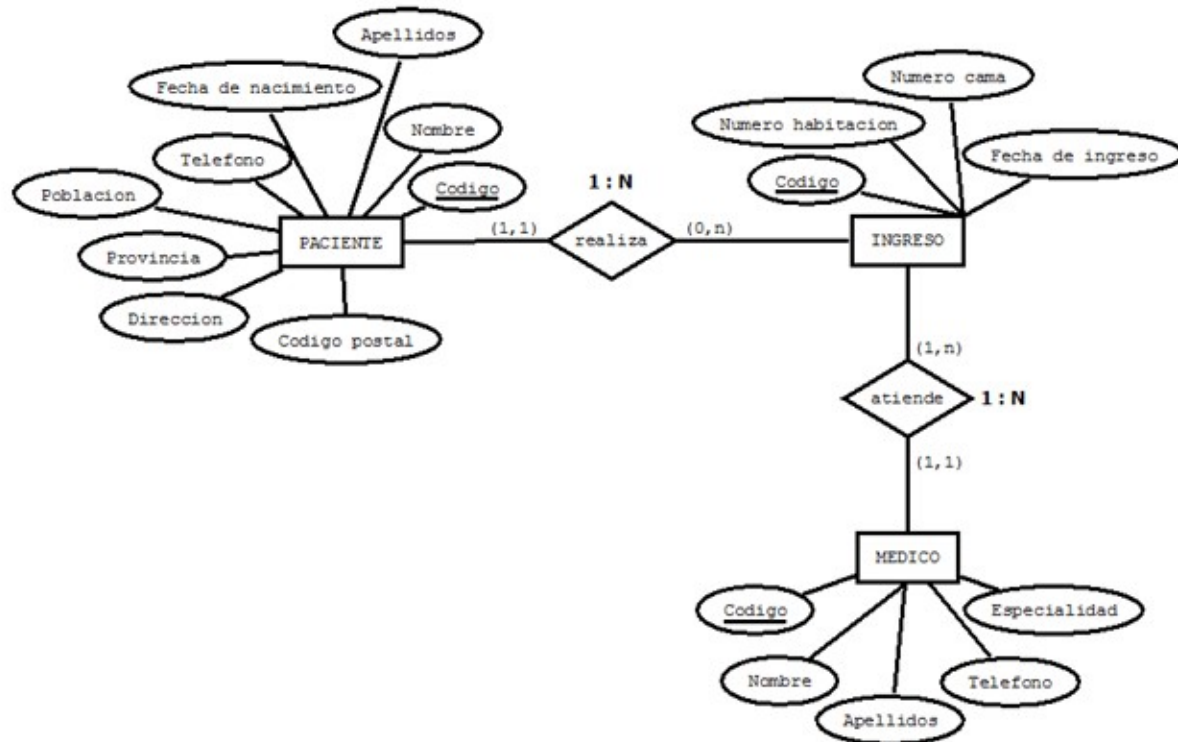 Apellidos
Fecha de nacimiento
Nombre
Telefono
Codigo
Poblacion
PACIENTE
Provincia
Direccion
Codigo postal
1:N
(1,1)
realiza
(0,n)
Numero cama
Numero habitacion
Fecha de ingreso
Codigo
INGRESO
(1,n)
atiende
1:N
(1,1)
MEDICO
Codigo
Especialidad
Nombre
Telefono
Apellidos